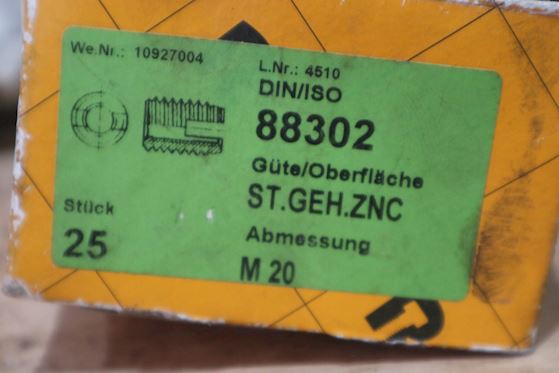 We.Nr.: 10927004
L.Nr.: 4510
DIN/ISO
88302
Güte/Oberfläche
ST.GEH.ZNC
Stück
25
Abmessung
M 20